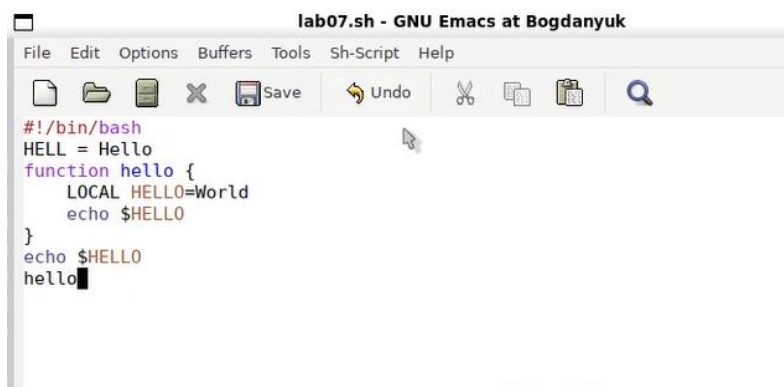 lab07.sh - GNU Emacs at Bogdanyuk
File Edit Options Buffers Tools Sh-Script Help
Save Undo
#!/bin/bash
HELL = Hello
function hello {
    LOCAL HELLO=World
    echo $HELLO
}
echo $HELLO
hello